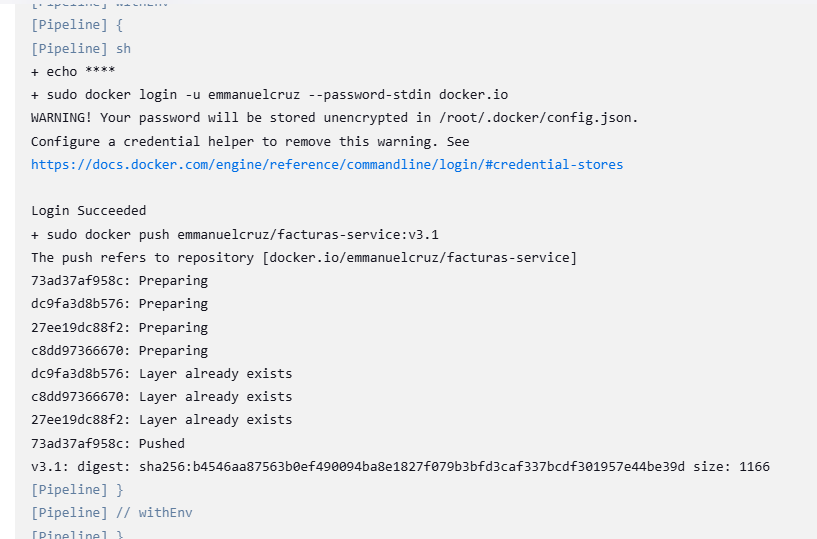 [Pipeline] withEnv
[Pipeline] {
[Pipeline] sh
+ echo ****
+ sudo docker login -u emmanuelcruz --password-stdin docker.io
WARNING! Your password will be stored unencrypted in /root/.docker/config.json.
Configure a credential helper to remove this warning. See
https://docs.docker.com/engine/reference/commandline/login/#credential-stores
Login Succeeded
+ sudo docker push emmanuelcruz/facturas-service:v3.1
The push refers to repository [docker.io/emmanuelcruz/facturas-service]
73ad37af958c: Preparing
dc9fa3d8b576: Preparing
27ee19dc88f2: Preparing
c8dd97366670: Preparing
dc9fa3d8b576: Layer already exists
c8dd97366670: Layer already exists
27ee19dc88f2: Layer already exists
73ad37af958c: Pushed
v3.1: digest: sha256:b4546aa87563b0ef490094ba8e1827f079b3bfd3caf337bcdf301957e44be39d size: 1166
[Pipeline] }
[Pipeline] // withEnv
[Pipeline] }